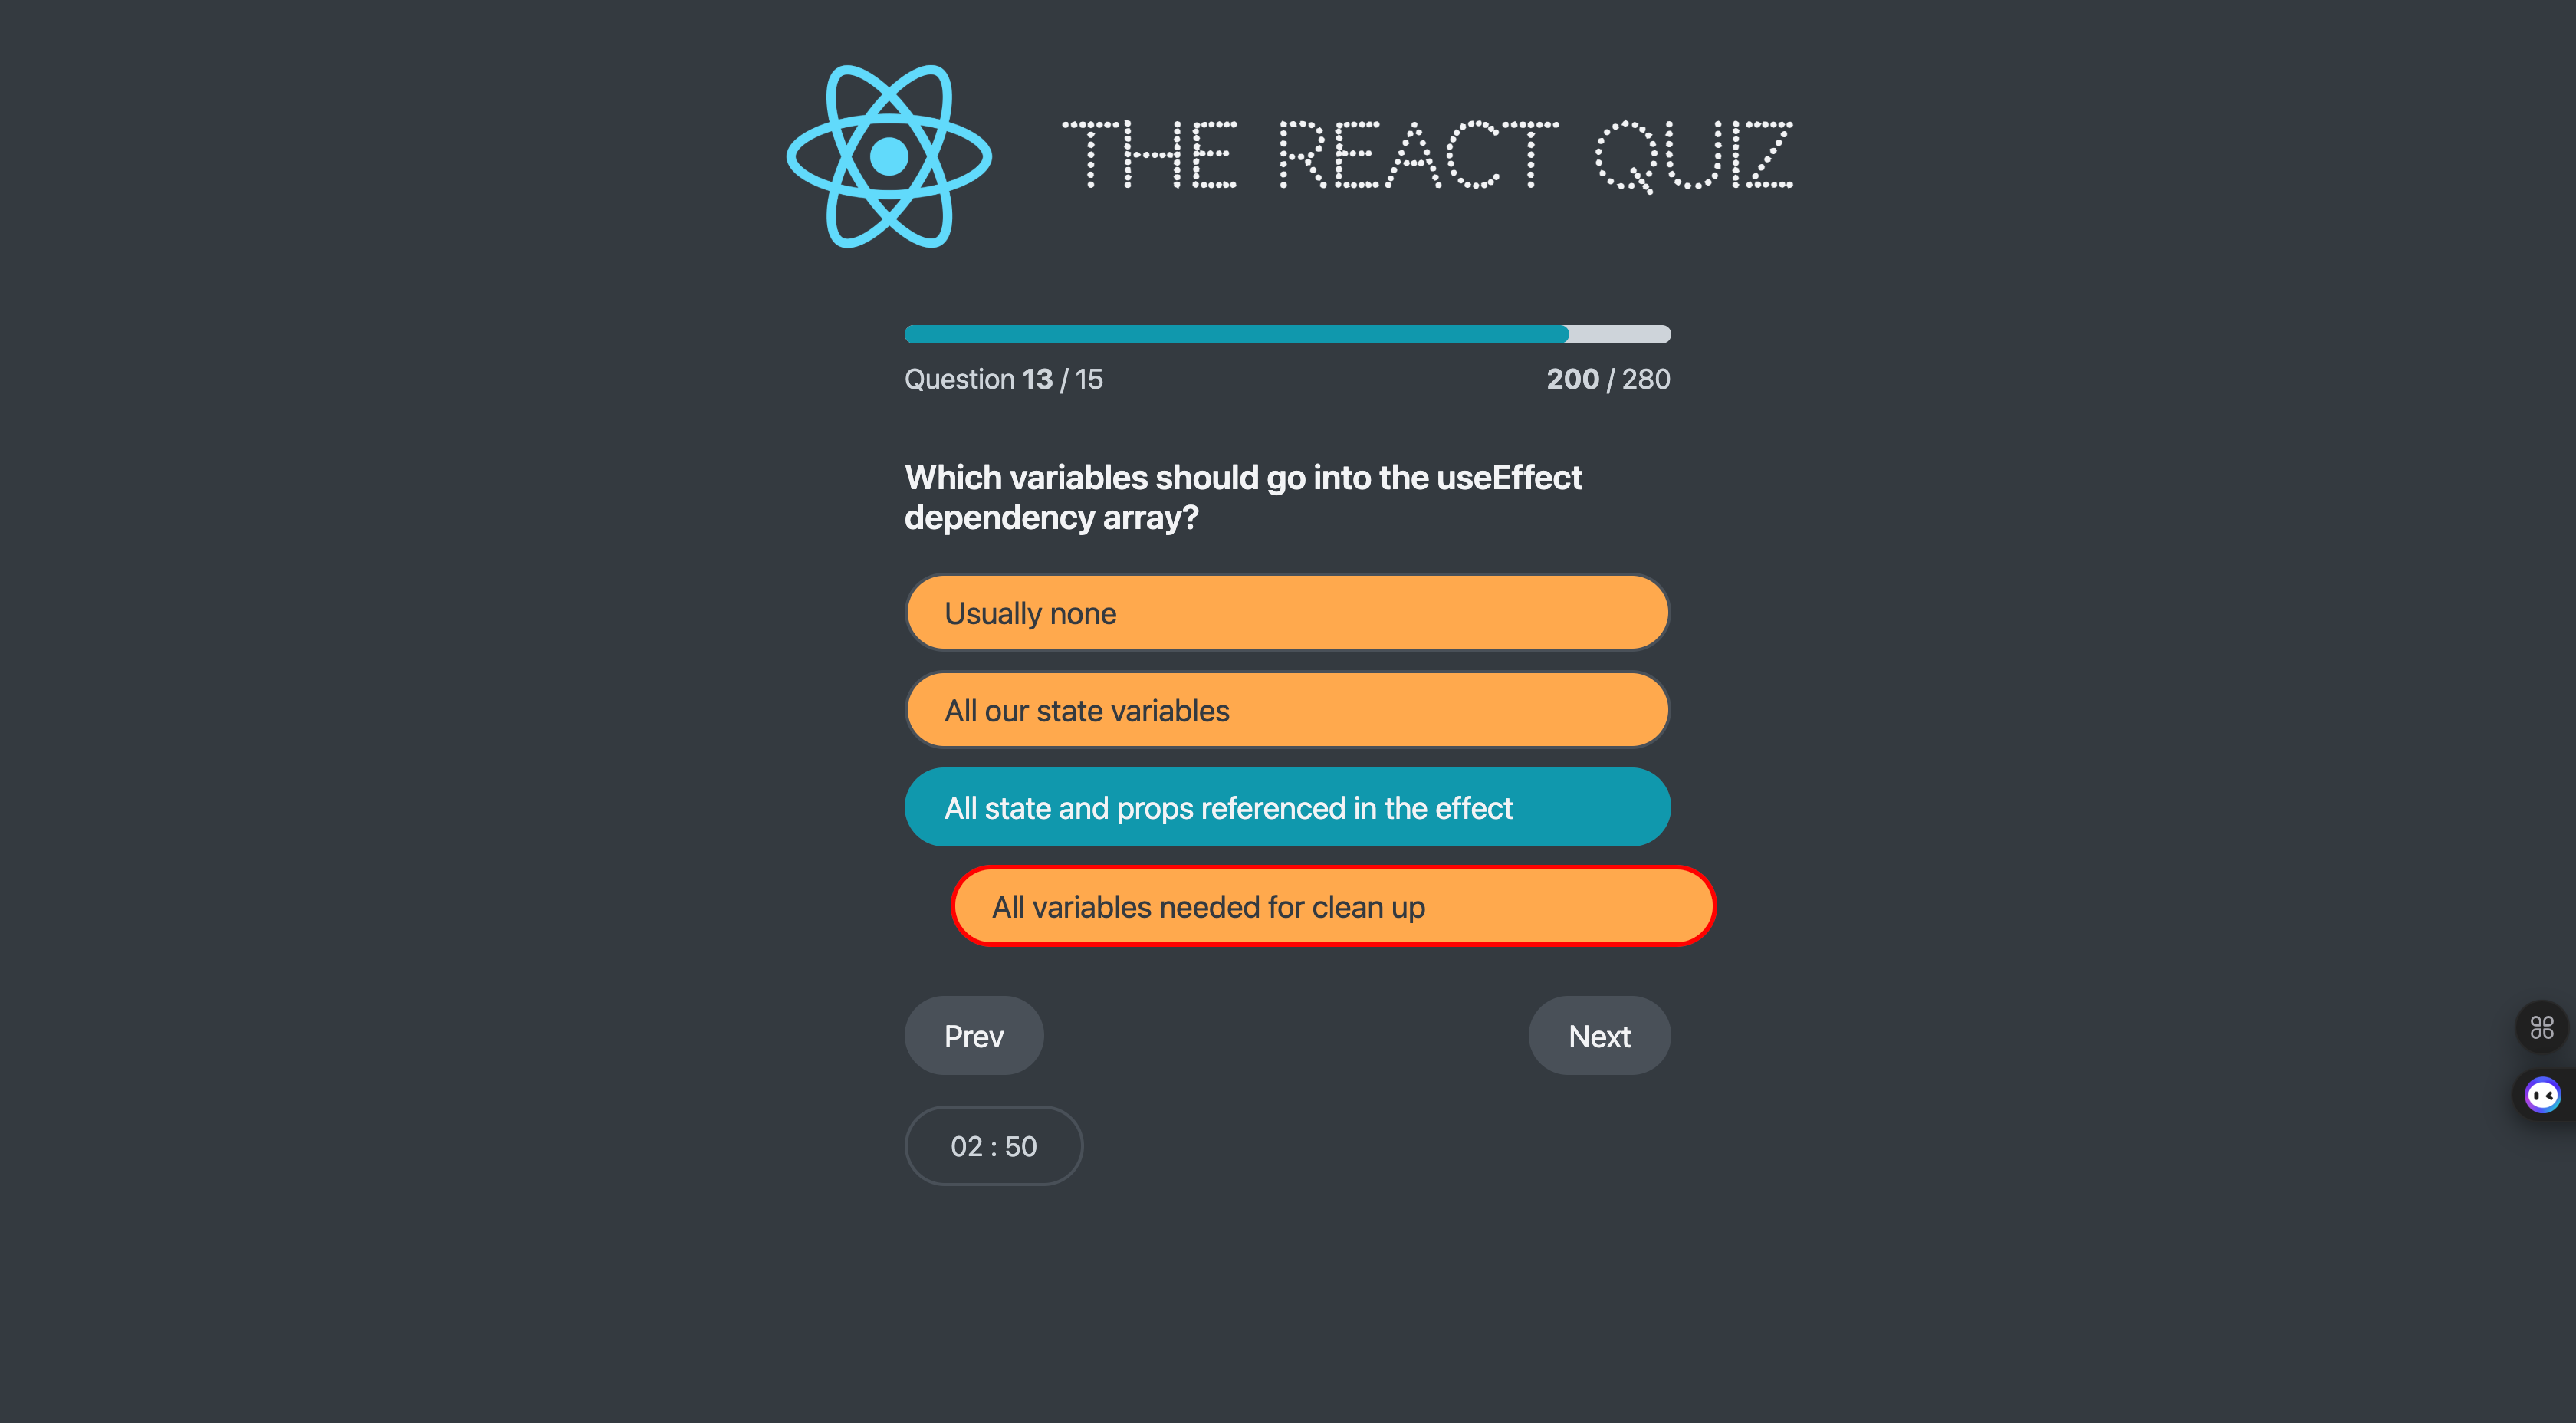 THE REACT QUIZ
Question 13 / 15
200 / 280
Which variables should go into the useEffect
dependency array?
Usually none
All our state variables
All state and props referenced in the effect
All variables needed for clean up
Prev
Next
02 : 50